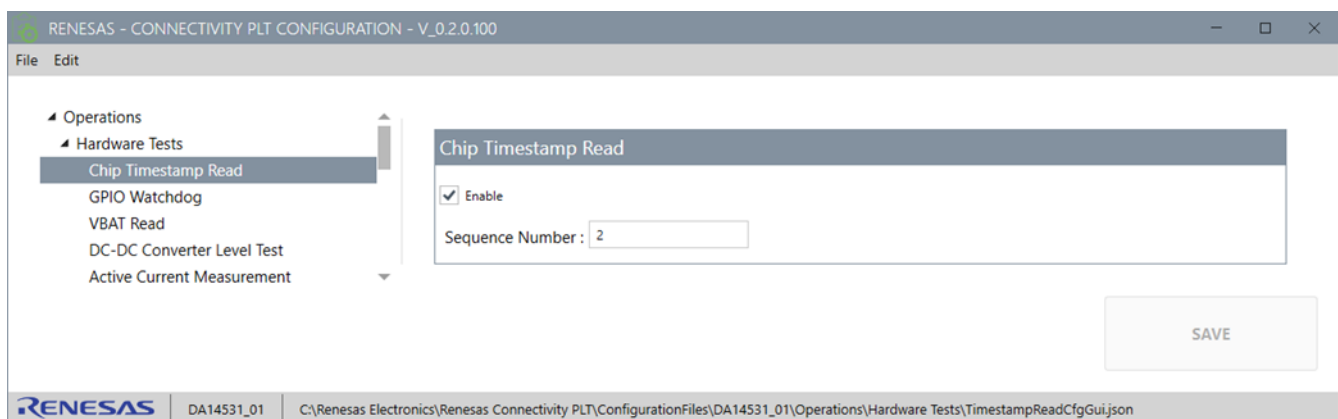 RENESAS - CONNECTIVITY PLT CONFIGURATION - V_0.2.0.100
File Edit
Operations
Hardware Tests
Chip Timestamp Read
GPIO Watchdog
VBAT Read
DC-DC Converter Level Test
Active Current Measurement
Chip Timestamp Read
Enable
Sequence Number : 2
SAVE
RENESAS DA14531_01 C:\Renesas Electronics\Renesas Connectivity PLT\ConfigurationFiles\DA14531_01\Operations\Hardware Tests\TimestampReadCfgGui.json